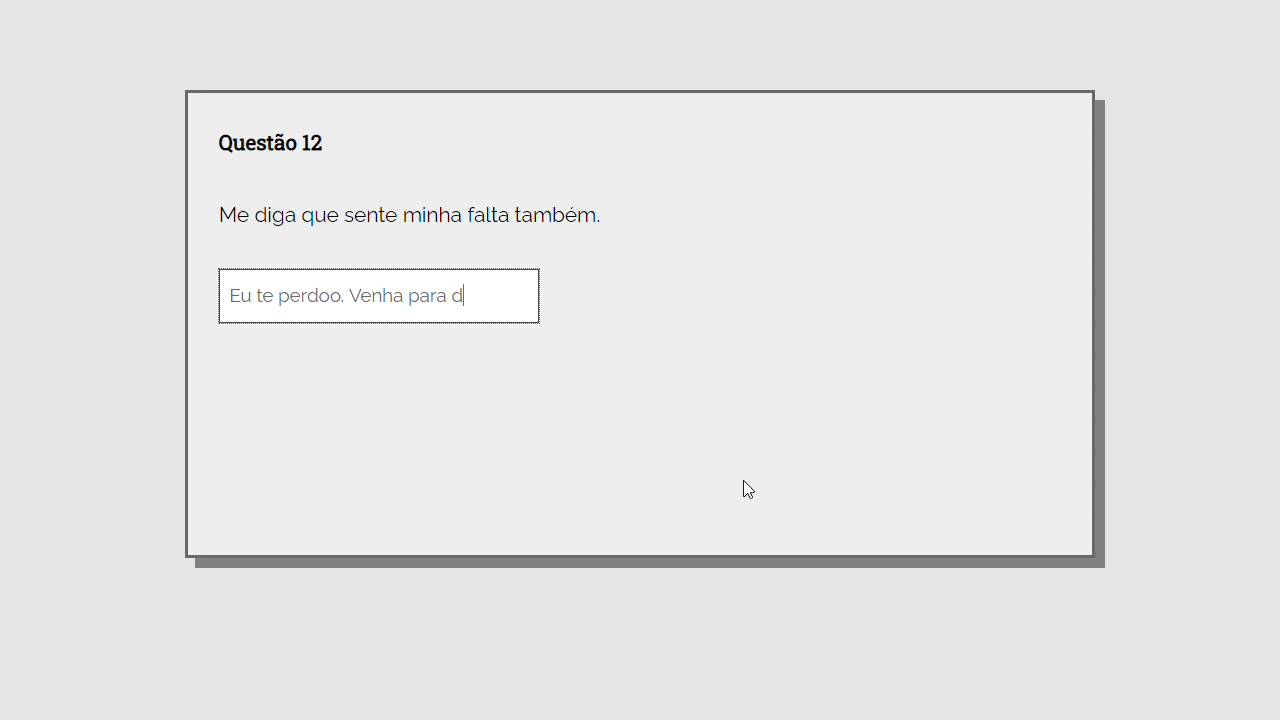 Questão 12
Me diga que sente minha falta também.
Eu te perdoo. Venha para d